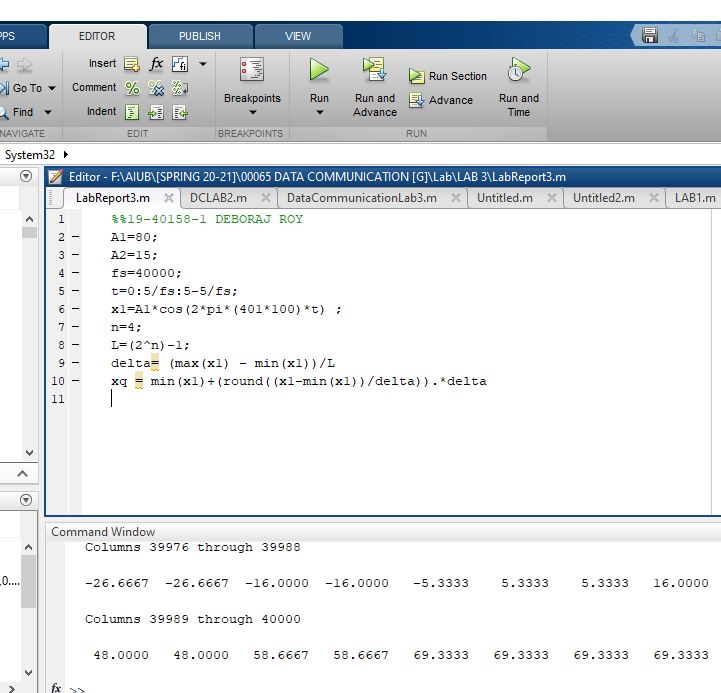 PPS EDITOR PUBLISH VIEW
Insert fx fi
Go To Comment % Run Section
Find Indent Breakpoints Run Run and Advance Advance Run and Time
NAVIGATE EDIT BREAKPOINTS RUN
System32
Editor - F:\AIUB\[SPRING 20-21]\00065 DATA COMMUNICATION [G]\Lab\LAB 3\LabReport3.m
LabReport3.m DCLAB2.m DataCommunicationLab3.m Untitled.m Untitled2.m LAB1.m
1 %%19-40158-1 DEBORAJ ROY
2 - A1=80;
3 - A2=15;
4 - fs=40000;
5 - t=0:5/fs:5-5/fs;
6 - x1=A1*cos(2*pi*(401*100)*t) ;
7 - n=4;
8 - L=(2^n)-1;
9 - delta= (max(x1) - min(x1))/L
10 - xq = min(x1)+(round((x1-min(x1))/delta)).*delta
11
Command Window
Columns 39976 through 39988
-26.6667 -26.6667 -16.0000 -16.0000 -5.3333 5.3333 5.3333 16.0000
Columns 39989 through 40000
48.0000 48.0000 58.6667 58.6667 69.3333 69.3333 69.3333 69.3333
0....
fx >>